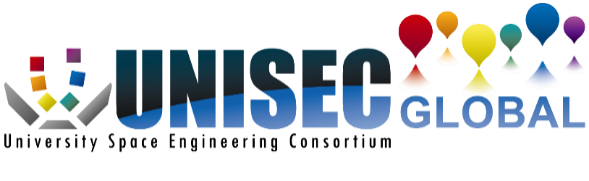 UNISEC
GLOBAL
University Space Engineering Consortium